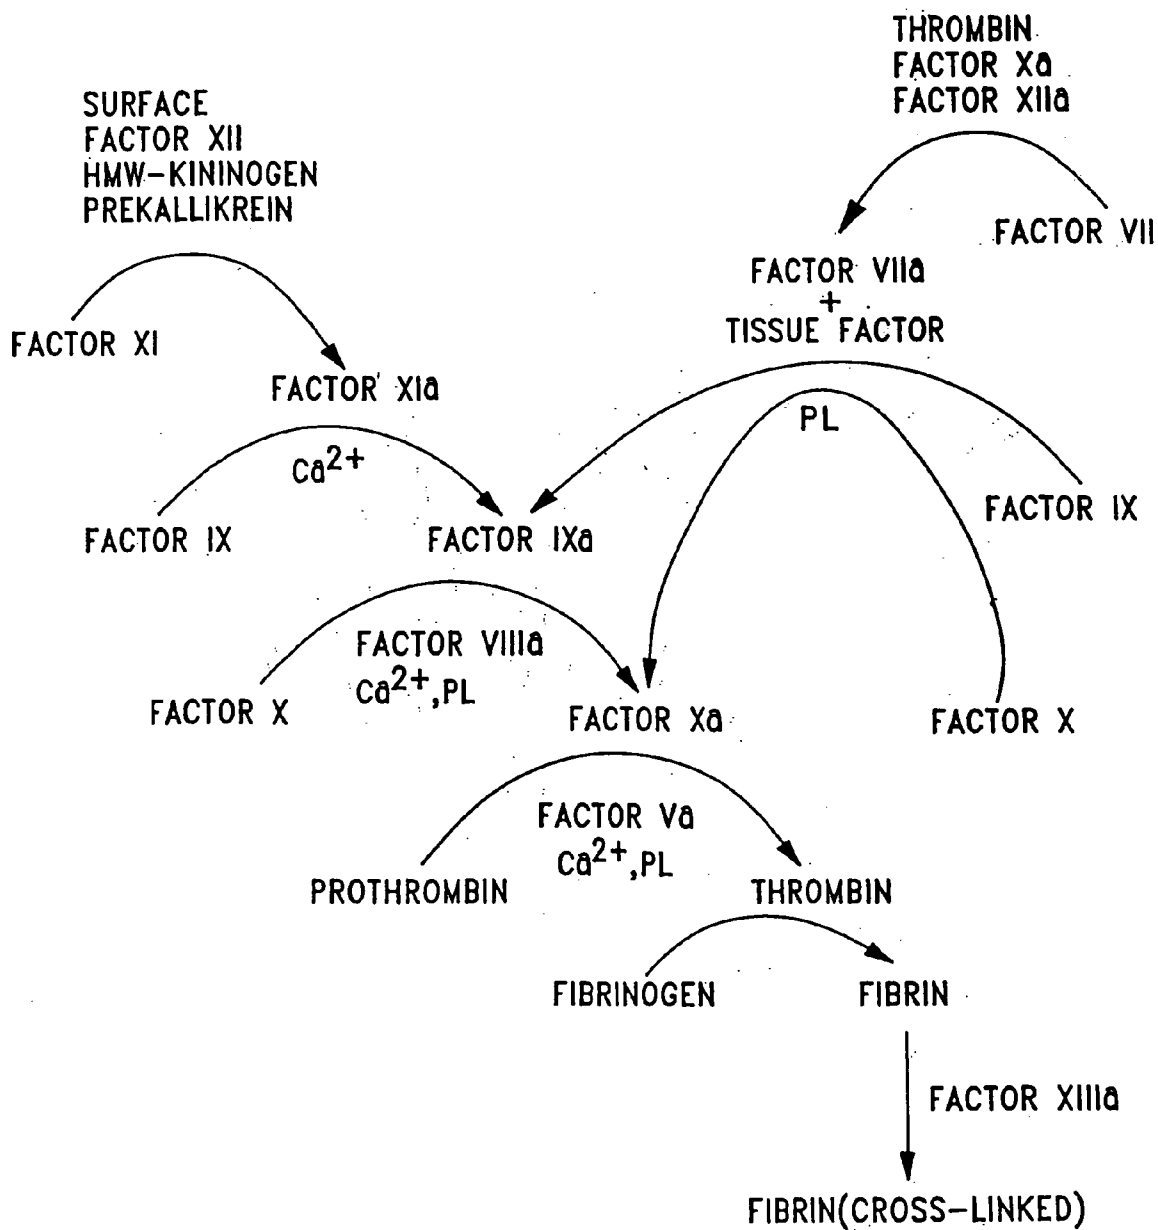 THROMBIN
FACTOR Xa
FACTOR XIIa
SURFACE
FACTOR XII
HMW-KININOGEN
PREKALLIKREIN
FACTOR VII
FACTOR VIIa
+
TISSUE FACTOR
FACTOR XI
FACTOR XIa
PL
Ca2+
FACTOR IX
FACTOR IX
FACTOR IXa
FACTOR VIIIa
Ca2+,PL
FACTOR X
FACTOR Xa
FACTOR X
FACTOR Va
Ca2+,PL
PROTHROMBIN
THROMBIN
FIBRINOGEN
FIBRIN
FACTOR XIIIa
FIBRIN(CROSS-LINKED)